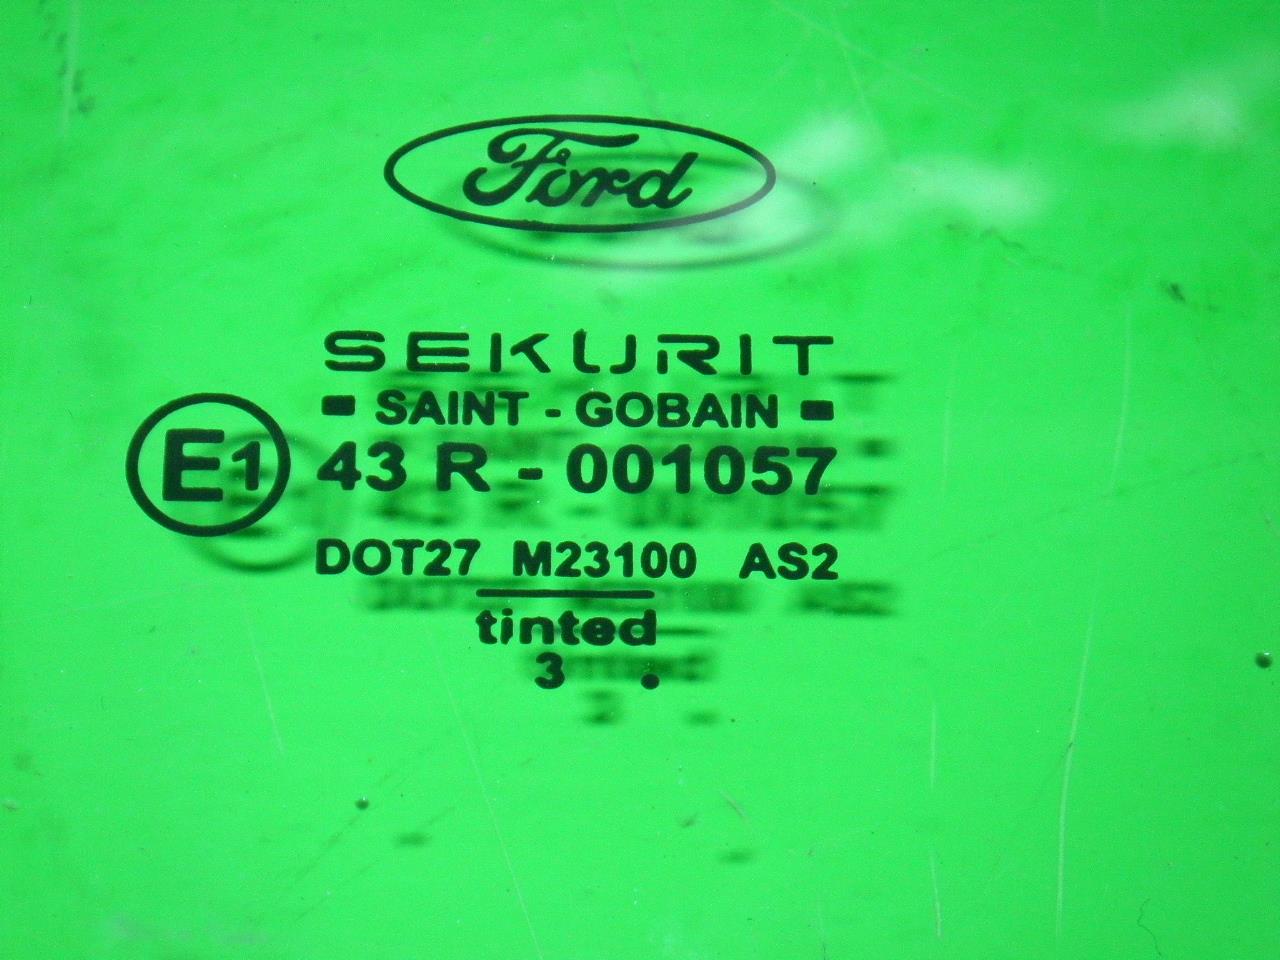 Ford
SEKURIT
SAINT - GOBAIN
E1 43 R - 001057
DOT27 M23100 AS2
tinted
3 .